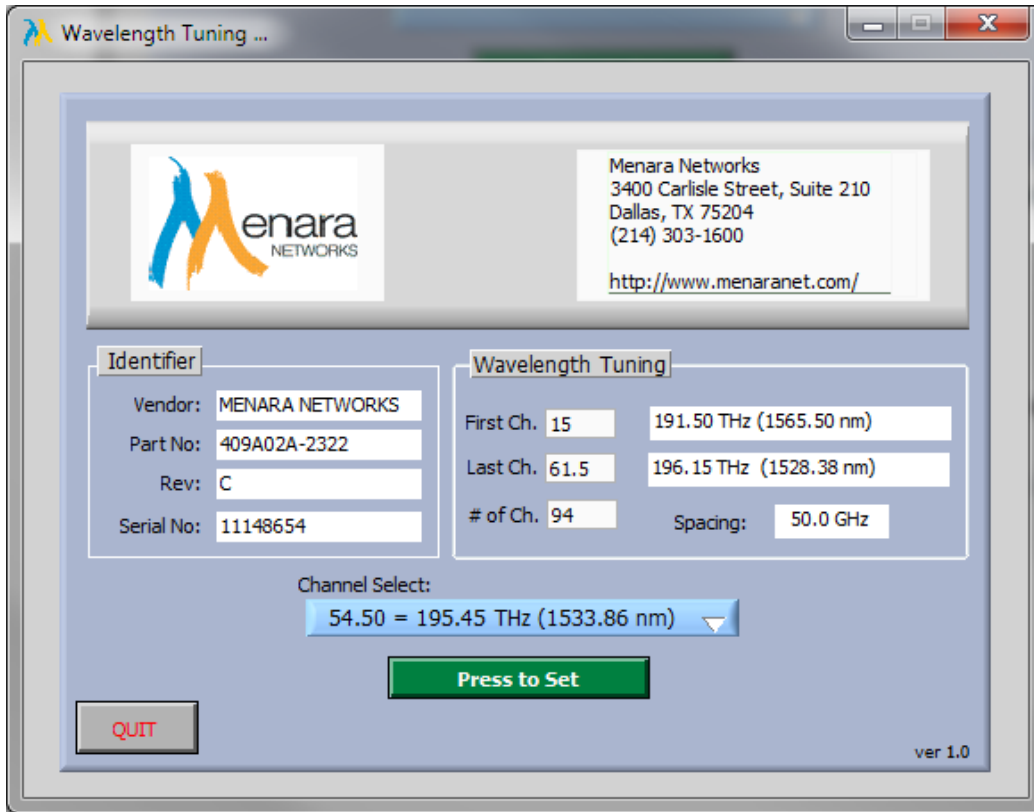 Wavelength Tuning ...
Menara
NETWORKS
Menara Networks
3400 Carlisle Street, Suite 210
Dallas, TX 75204
(214) 303-1600
http://www.menaranet.com/
Identifier
Vendor: MENARA NETWORKS
Part No: 409A02A-2322
Rev: C
Serial No: 11148654
Wavelength Tuning
First Ch. 15 191.50 THz (1565.50 nm)
Last Ch. 61.5 196.15 THz (1528.38 nm)
# of Ch. 94 Spacing: 50.0 GHz
Channel Select:
54.50 = 195.45 THz (1533.86 nm)
Press to Set
QUIT
ver 1.0